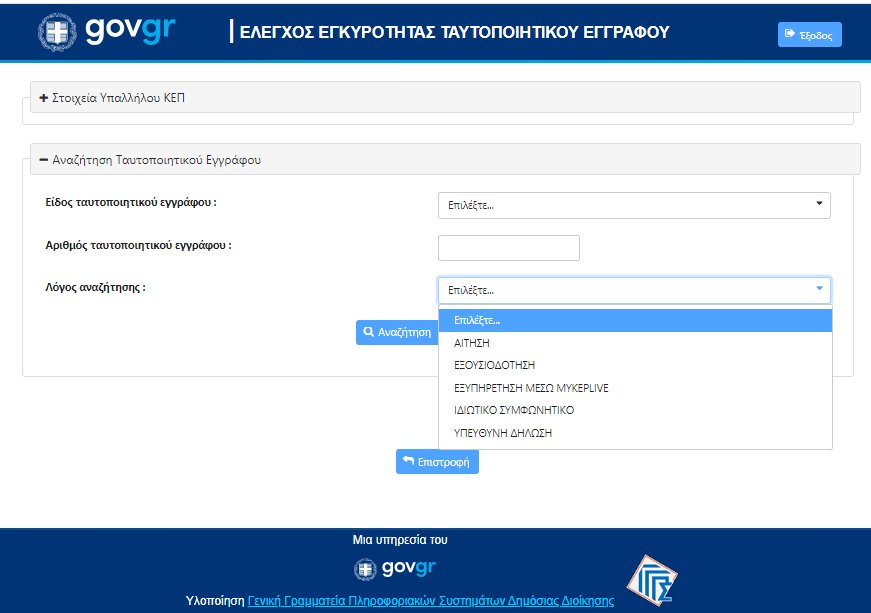 govgr
ΕΛΕΓΧΟΣ ΕΓΚΥΡΟΤΗΤΑΣ ΤΑΥΤΟΠΟΙΗΤΙΚΟΥ ΕΓΓΡΑΦΟΥ
Έξοδος
Στοιχεία Υπαλλήλου ΚΕΠ
Αναζήτηση Ταυτοποιητικού Εγγράφου
Είδος ταυτοποιητικού εγγράφου :
Επιλέξτε...
Αριθμός ταυτοποιητικού εγγράφου :
Λόγος αναζήτησης :
Επιλέξτε...
Επιλέξτε...
Αναζήτηση
ΑΙΤΗΣΗ
ΕΞΟΥΣΙΟΔΟΤΗΣΗ
ΕΞΥΠΗΡΕΤΗΣΗ ΜΕΣΩ MYKEPLIVE
ΙΔΙΩΤΙΚΟ ΣΥΜΦΩΝΗΤΙΚΟ
ΥΠΕΥΘΥΝΗ ΔΗΛΩΣΗ
Επιστροφή
Μια υπηρεσία του
govgr
Υλοποίηση Γενική Γραμματεία Πληροφοριακών Συστημάτων Δημόσιας Διοίκησης